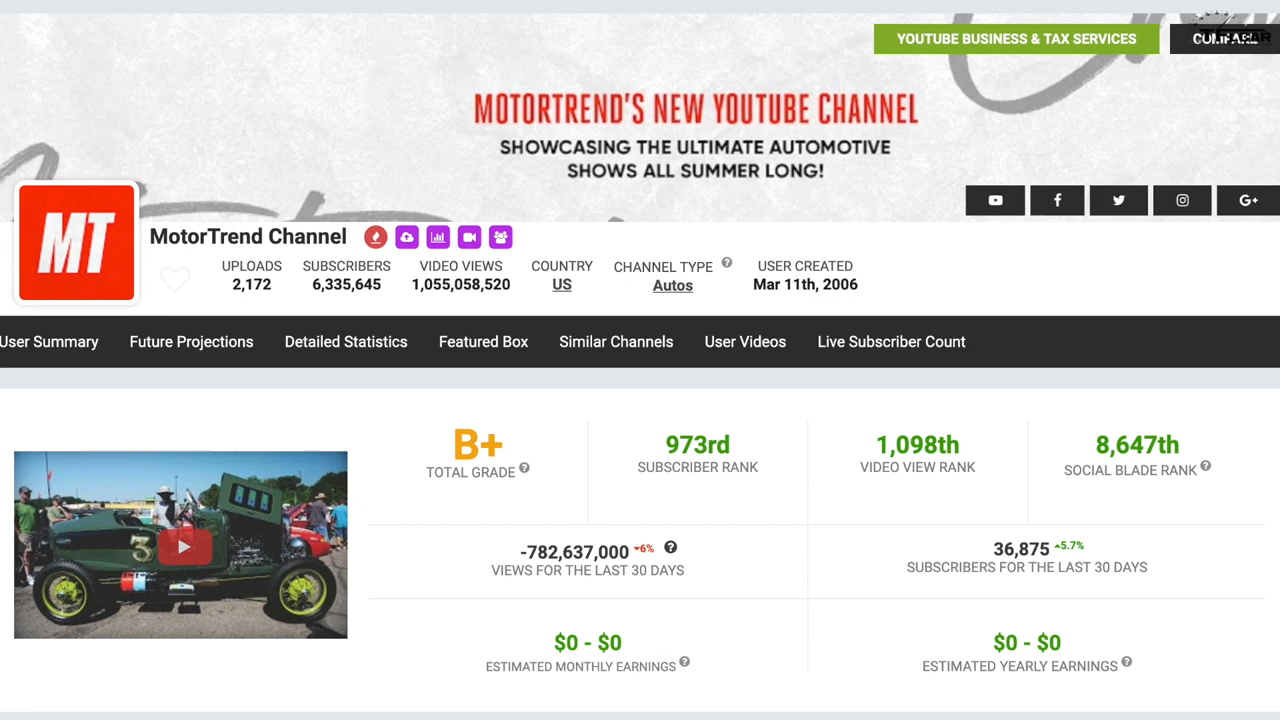 YOUTUBE BUSINESS & TAX SERVICES
MOTORTREND'S NEW YOUTUBE CHANNEL
SHOWCASING THE ULTIMATE AUTOMOTIVE
SHOWS ALL SUMMER LONG!
G+
MT
MotorTrend Channel
UPLOADS SUBSCRIBERS VIDEO VIEWS COUNTRY CHANNEL TYPE ? USER CREATED
2,172 6,335,645 1,055,058,520 US Autos Mar 11th, 2006
User Summary Future Projections Detailed Statistics Featured Box Similar Channels User Videos Live Subscriber Count
B+ 973rd 1,098th 8,647th
TOTAL GRADE ? SUBSCRIBER RANK VIDEO VIEW RANK SOCIAL BLADE RANK ?
3
-782,637,000 6% ? 36,875 5.7%
VIEWS FOR THE LAST 30 DAYS SUBSCRIBERS FOR THE LAST 30 DAYS
$0 - $0 $0 - $0
ESTIMATED MONTHLY EARNINGS ? ESTIMATED YEARLY EARNINGS ?